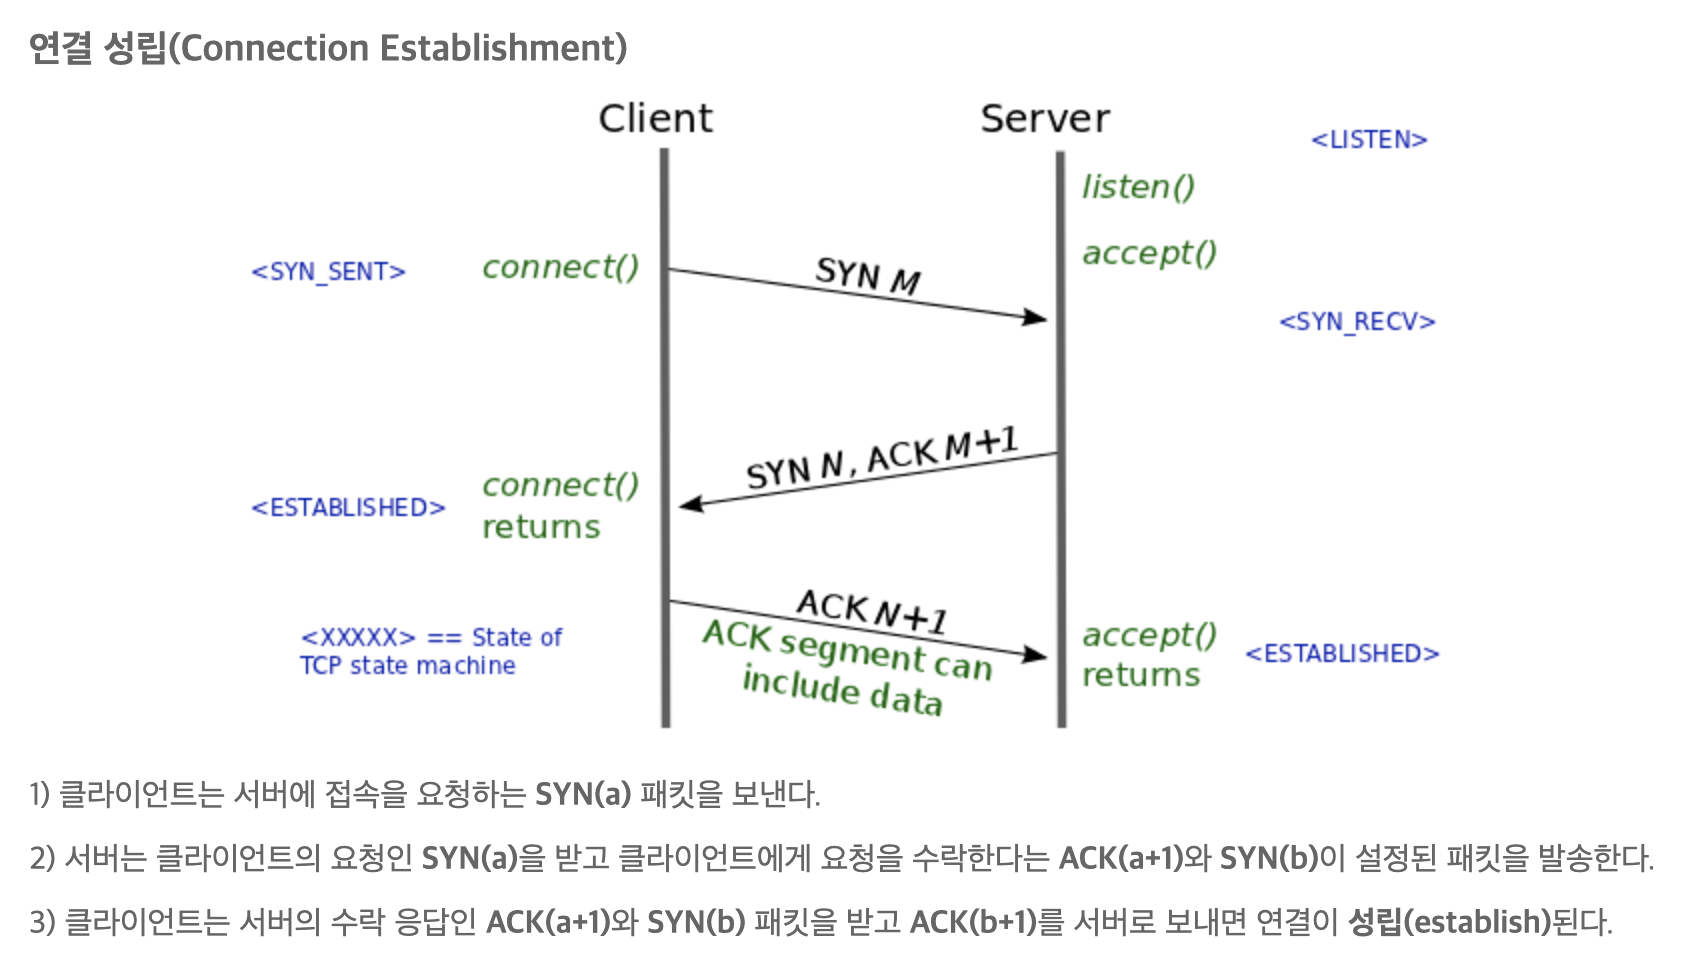 연결 성립(Connection Establishment)
Client
Server
<LISTEN>
listen()
<SYN_SENT>
connect()
SYN M
accept()
<SYN_RECV>
SYN N, ACK M+1
<ESTABLISHED>
connect()
returns
ACK N+1
ACK segment can
include data
<XXXXX> == State of
TCP state machine
accept()
returns
<ESTABLISHED>
1) 클라이언트는 서버에 접속을 요청하는 SYN(a) 패킷을 보낸다.
2) 서버는 클라이언트의 요청인 SYN(a)을 받고 클라이언트에게 요청을 수락한다는 ACK(a+1)와 SYN(b)이 설정된 패킷을 발송한다.
3) 클라이언트는 서버의 수락 응답인 ACK(a+1)와 SYN(b) 패킷을 받고 ACK(b+1)를 서버로 보내면 연결이 성립(establish)된다.